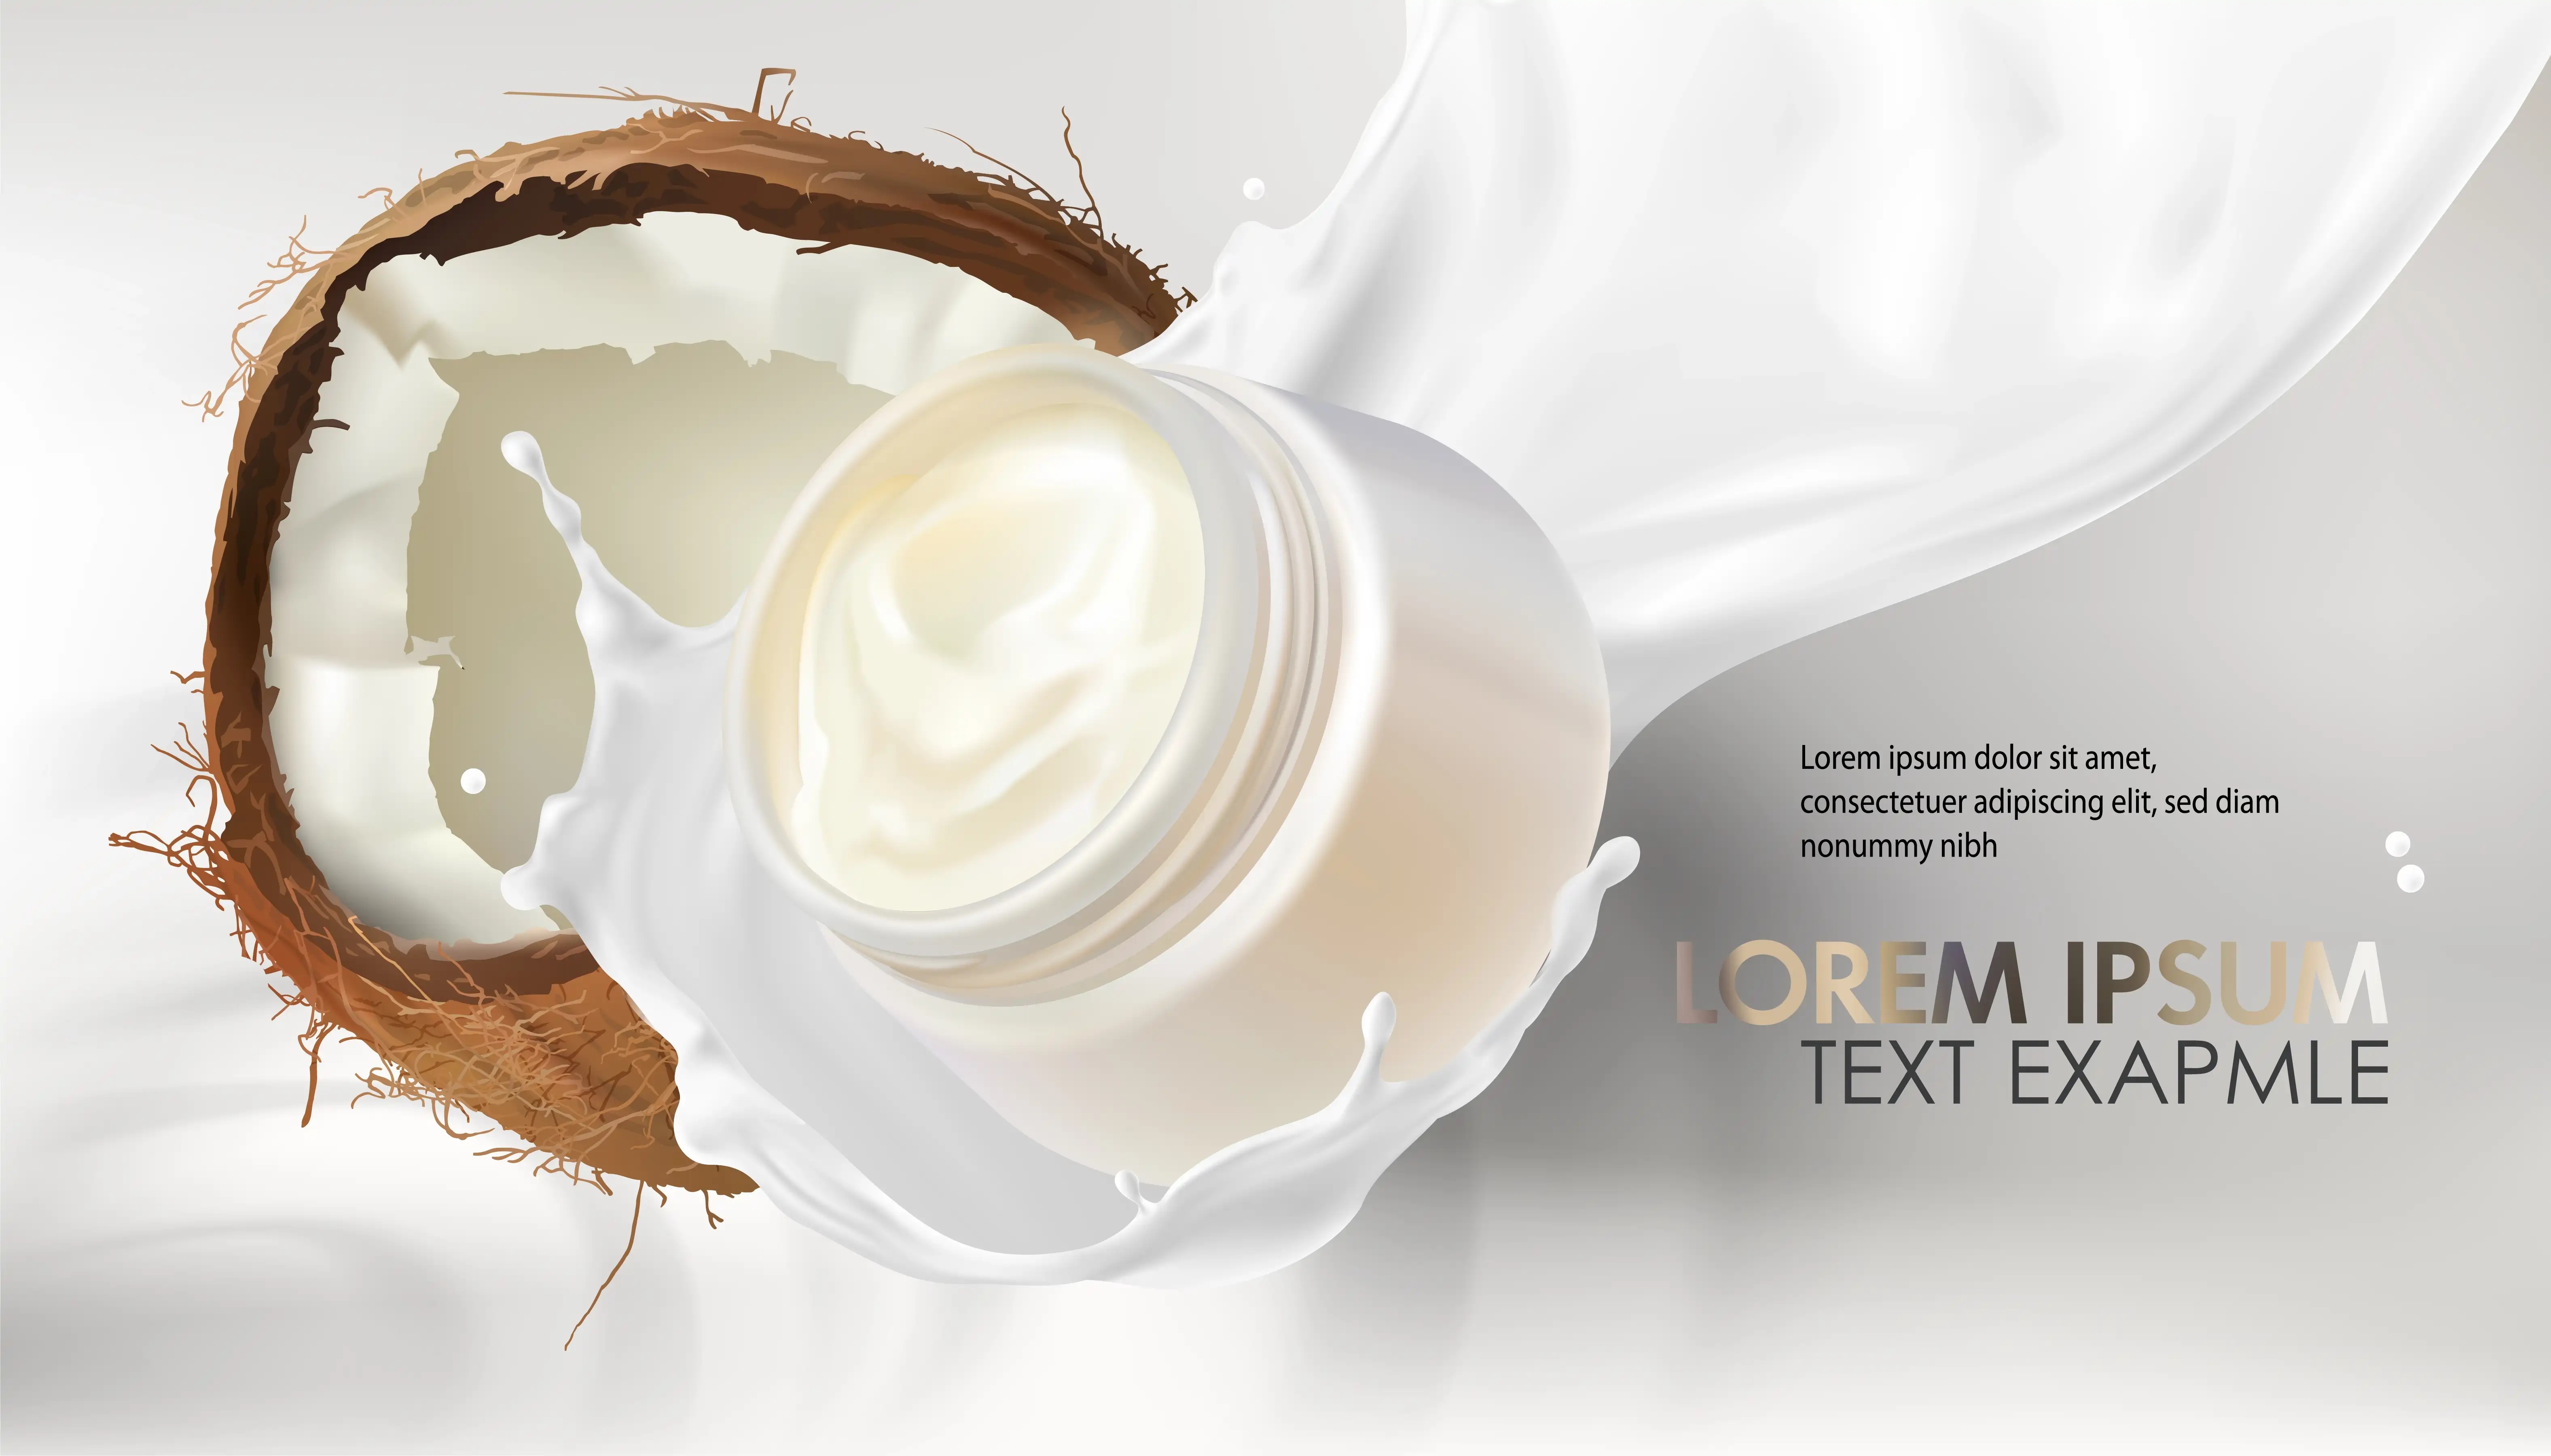 Lorem ipsum dolor sit amet,
consectetuer adipiscing elit, sed diam
nonummy nibh
LOREM IPSUM
TEXT EXAPMLE